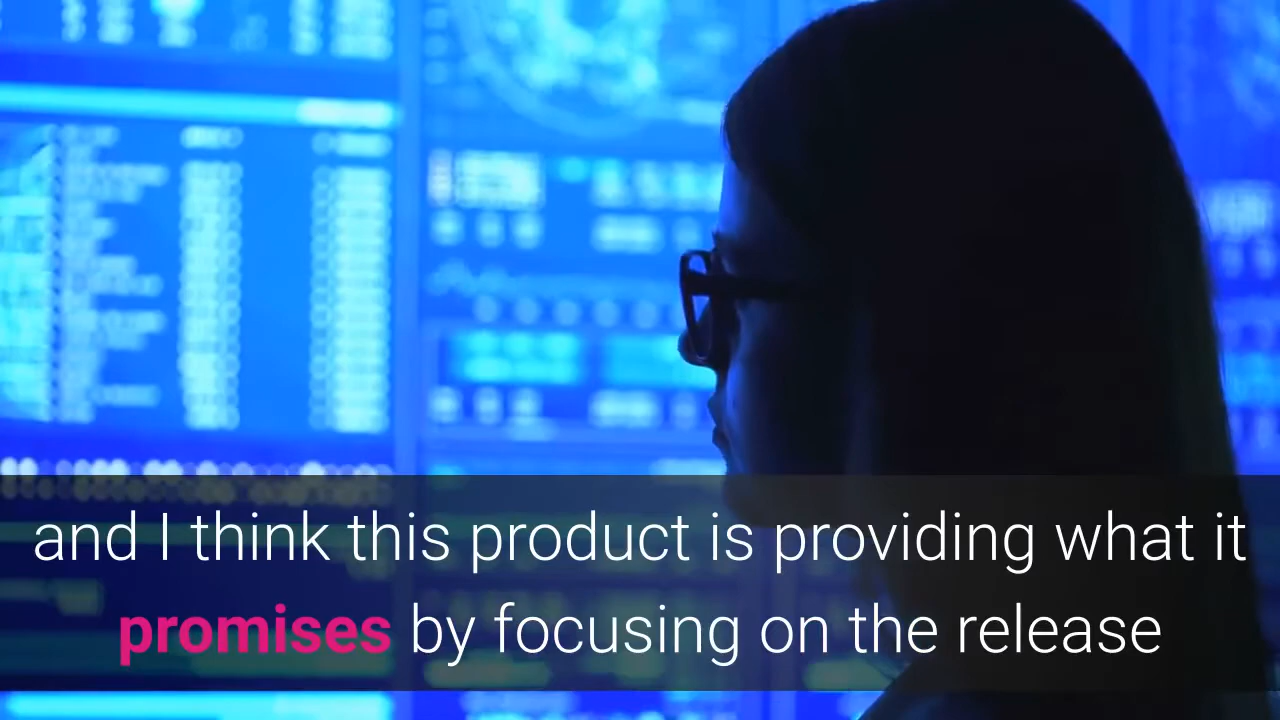 and I think this product is providing what it
promises by focusing on the release